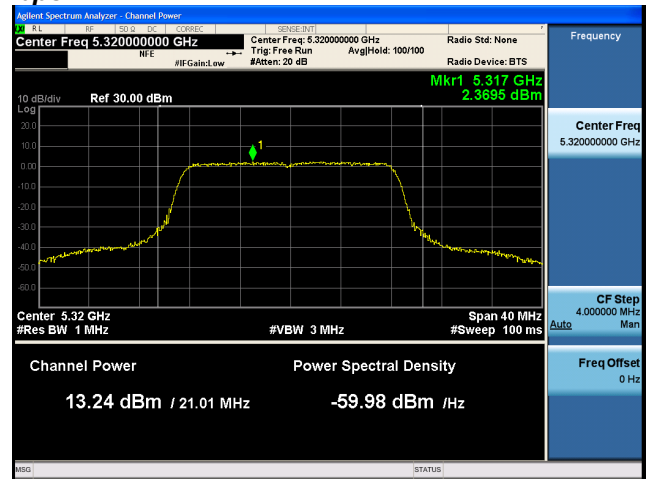 Agilent Spectrum Analyzer - Channel Power
RL RF 50 Ω DC CORREC SENSE:INT
Center Freq 5.320000000 GHz
NFE
#IFGain:Low
Center Freq: 5.320000000 GHz
Trig: Free Run Avg|Hold: 100/100
#Atten: 20 dB
Radio Std: None
Radio Device: BTS
Frequency
Mkr1 5.317 GHz
2.3695 dBm
10 dB/div Ref 30.00 dBm
Log
20.0
10.0
0.00
-10.0
-20.0
-30.0
-40.0
-50.0
-60.0
1
Center 5.32 GHz Span 40 MHz
#Res BW 1 MHz #VBW 3 MHz #Sweep 100 ms
Channel Power Power Spectral Density
13.24 dBm / 21.01 MHz -59.98 dBm /Hz
Center Freq
5.320000000 GHz
CF Step
4.000000 MHz
Auto Man
Freq Offset
0 Hz
MSG STATUS